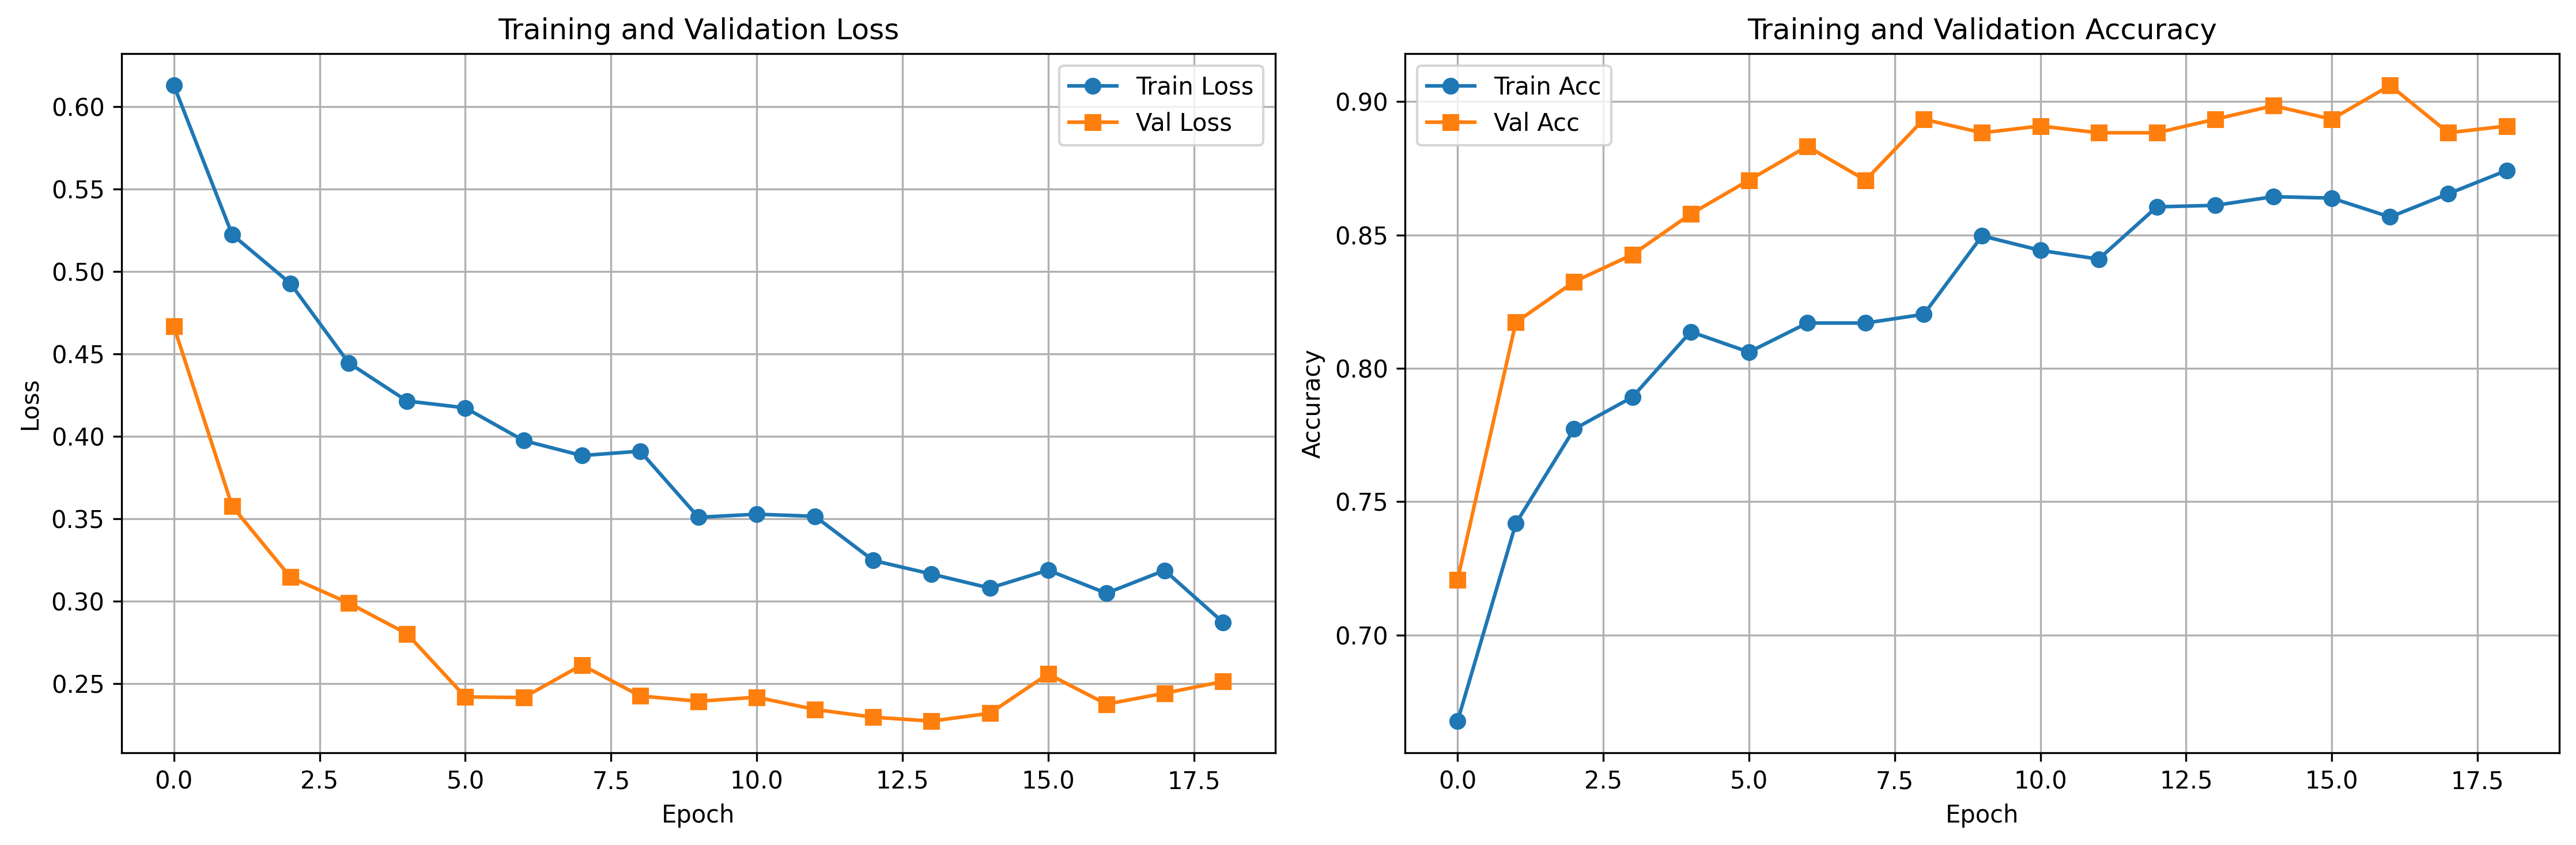 Training and Validation Loss
Train Loss
Val Loss
Loss
0.60
0.55
0.50
0.45
0.40
0.35
0.30
0.25
0.0 2.5 5.0 7.5 10.0 12.5 15.0 17.5
Epoch
Training and Validation Accuracy
Train Acc
Val Acc
Accuracy
0.90
0.85
0.80
0.75
0.70
0.0 2.5 5.0 7.5 10.0 12.5 15.0 17.5
Epoch